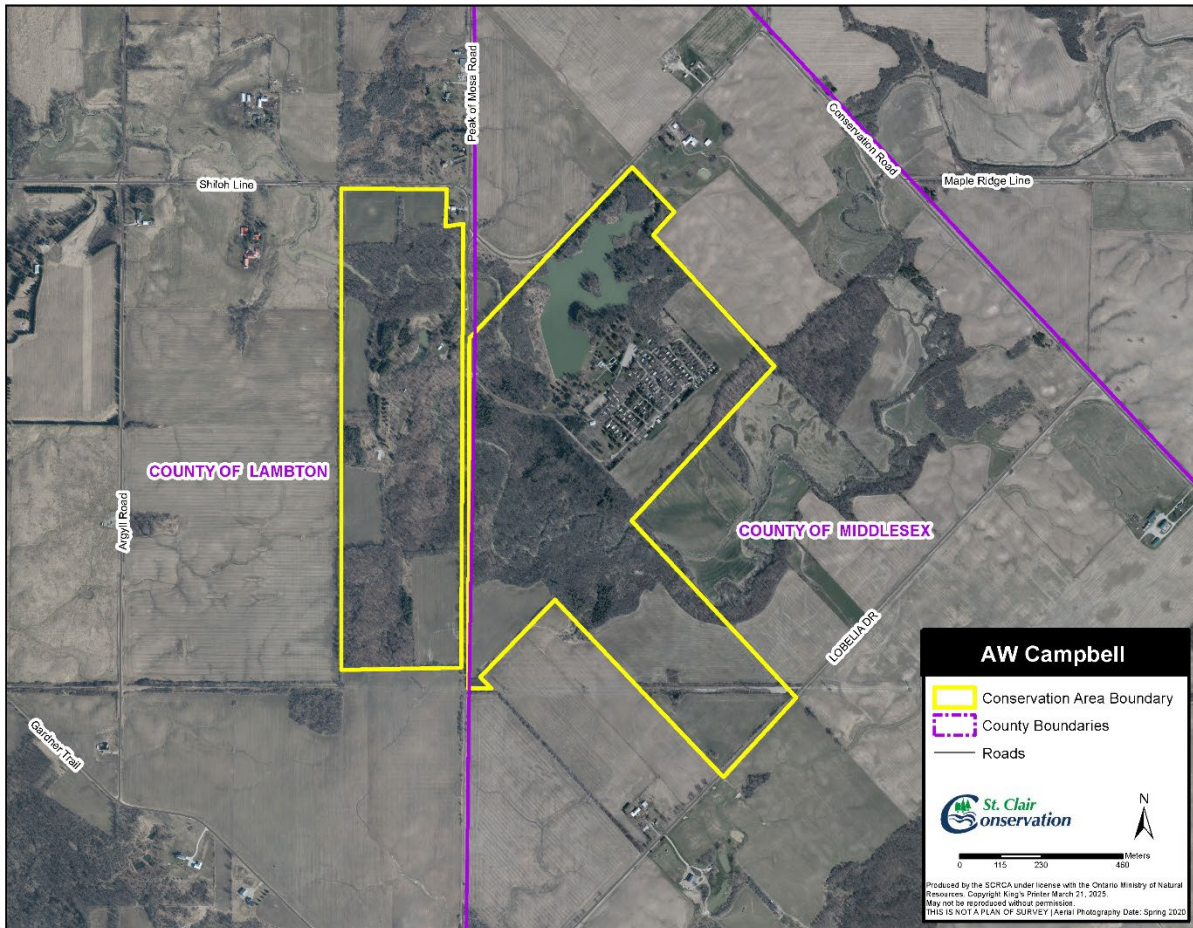 Peak of Mosa Road
Conservation Road
Shiloh Line
Maple Ridge Line
COUNTY OF LAMBTON
Argyll Road
COUNTY OF MIDDLESEX
LOBELIA DR
Gardner Trail
AW Campbell
Conservation Area Boundary
County Boundaries
Roads
St. Clair
Conservation
N
Meters
0 115 230 460
Produced by the SCRCA under license with the Ontario Ministry of Natural
Resources. Copyright King's Printer March 21, 2025.
May not be reproduced without permission.
THIS IS NOT A PLAN OF SURVEY | Aerial Photography Date: Spring 2020